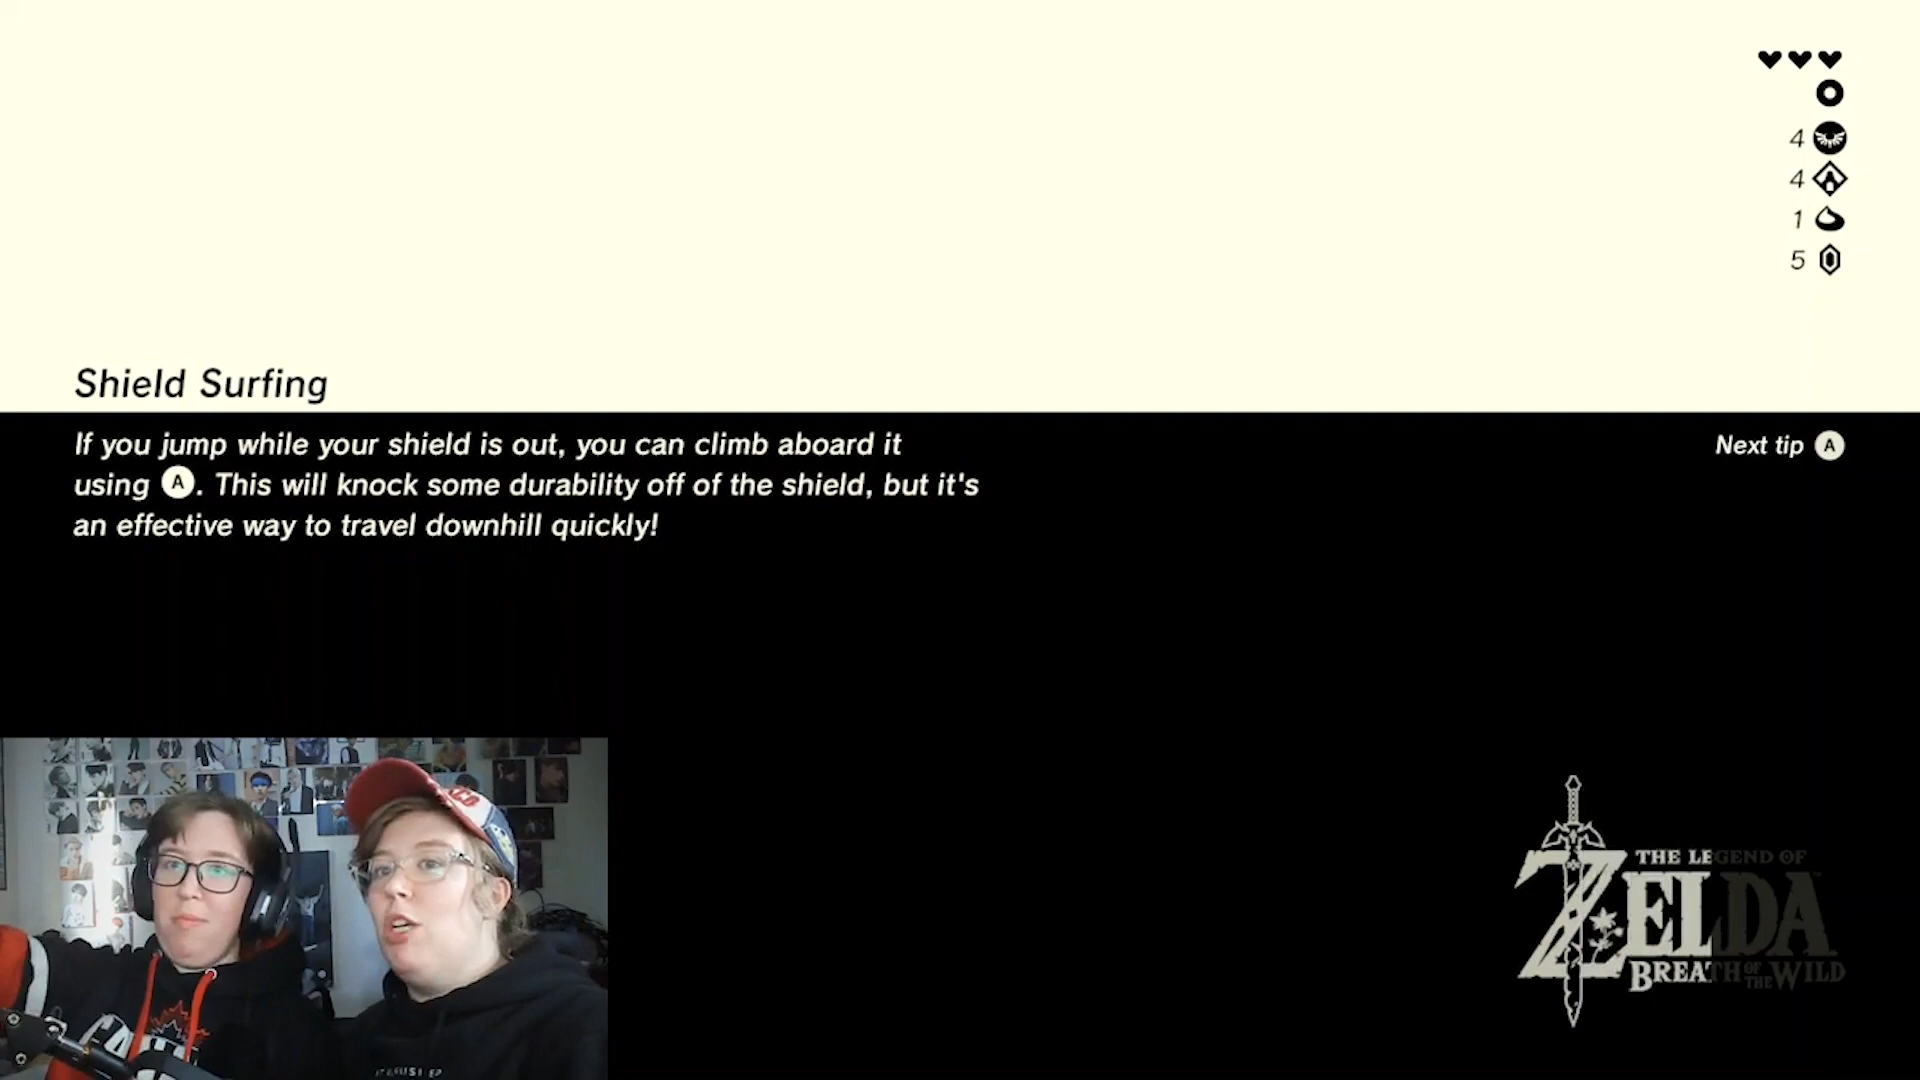 4
4
1
5
Shield Surfing
If you jump while your shield is out, you can climb aboard it
using A. This will knock some durability off of the shield, but it's
an effective way to travel downhill quickly!
Next tip A
THE LEGEND OF
ZELDA
BREATH OF THE WILD